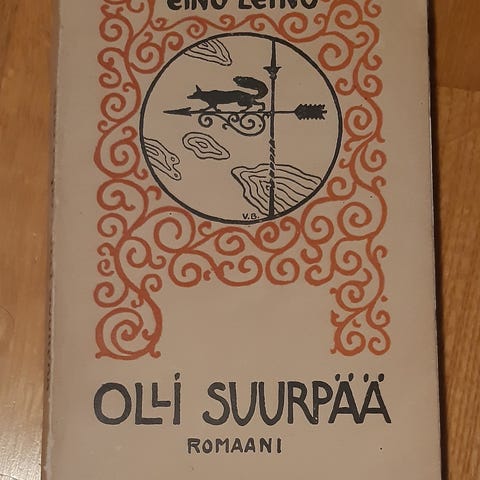 EINO LEINO
V.B.
OLLI SUURPÄÄ
ROMAANI